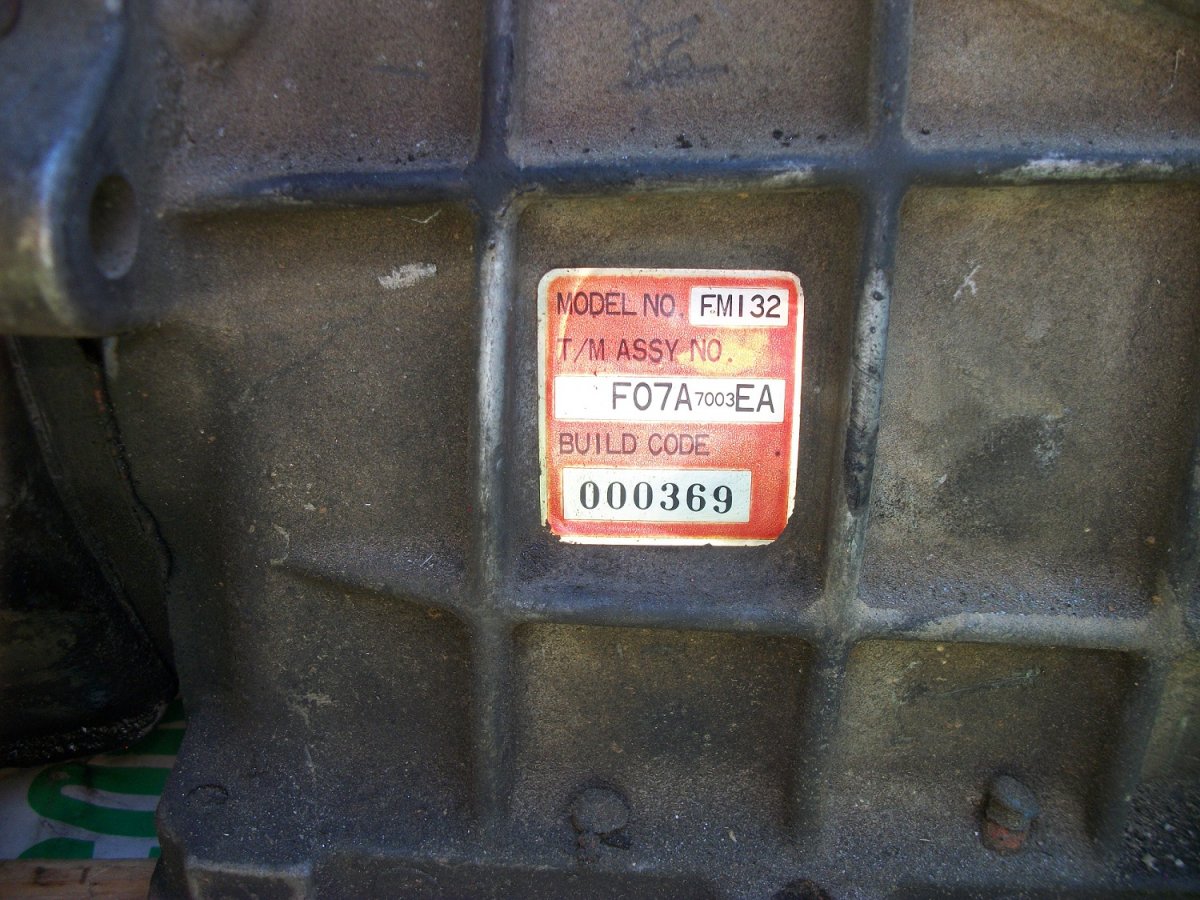 MODEL NO. FM132
T/M ASSY NO.
F07A7003EA
BUILD CODE
000369